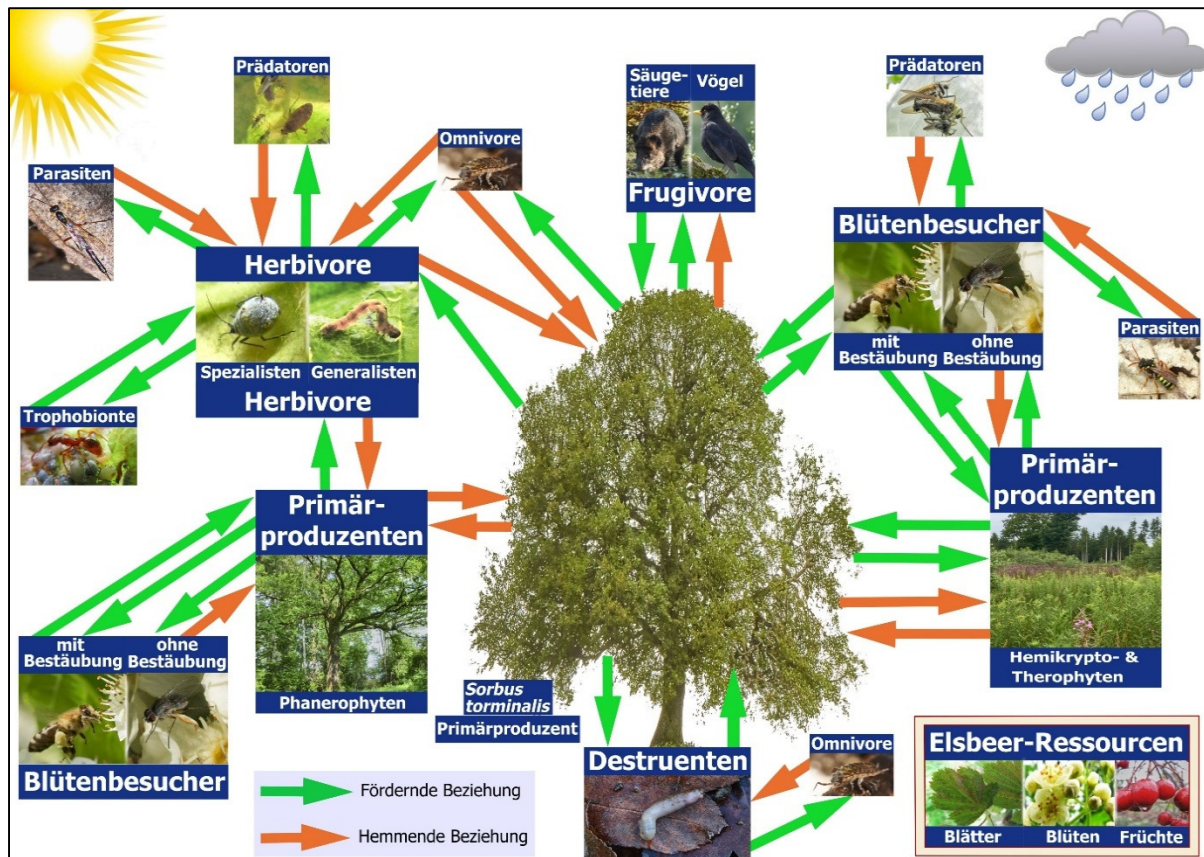 Prädatoren
Säuge-
tiere
Vögel
Frugivore
Prädatoren
Omnivore
Parasiten
Herbivore
Spezialisten Generalisten
Herbivore
Blütenbesucher
mit
Bestäubung
ohne
Bestäubung
Parasiten
Trophobionte
Primär-
produzenten
Phanerophyten
Primär-
produzenten
Hemikrypto- &
Therophyten
mit
Bestäubung
ohne
Bestäubung
Blütenbesucher
Sorbus
torminalis
Primärproduzent
Destruenten
Omnivore
Fördernde Beziehung
Hemmende Beziehung
Elsbeer-Ressourcen
Blätter Blüten Früchte